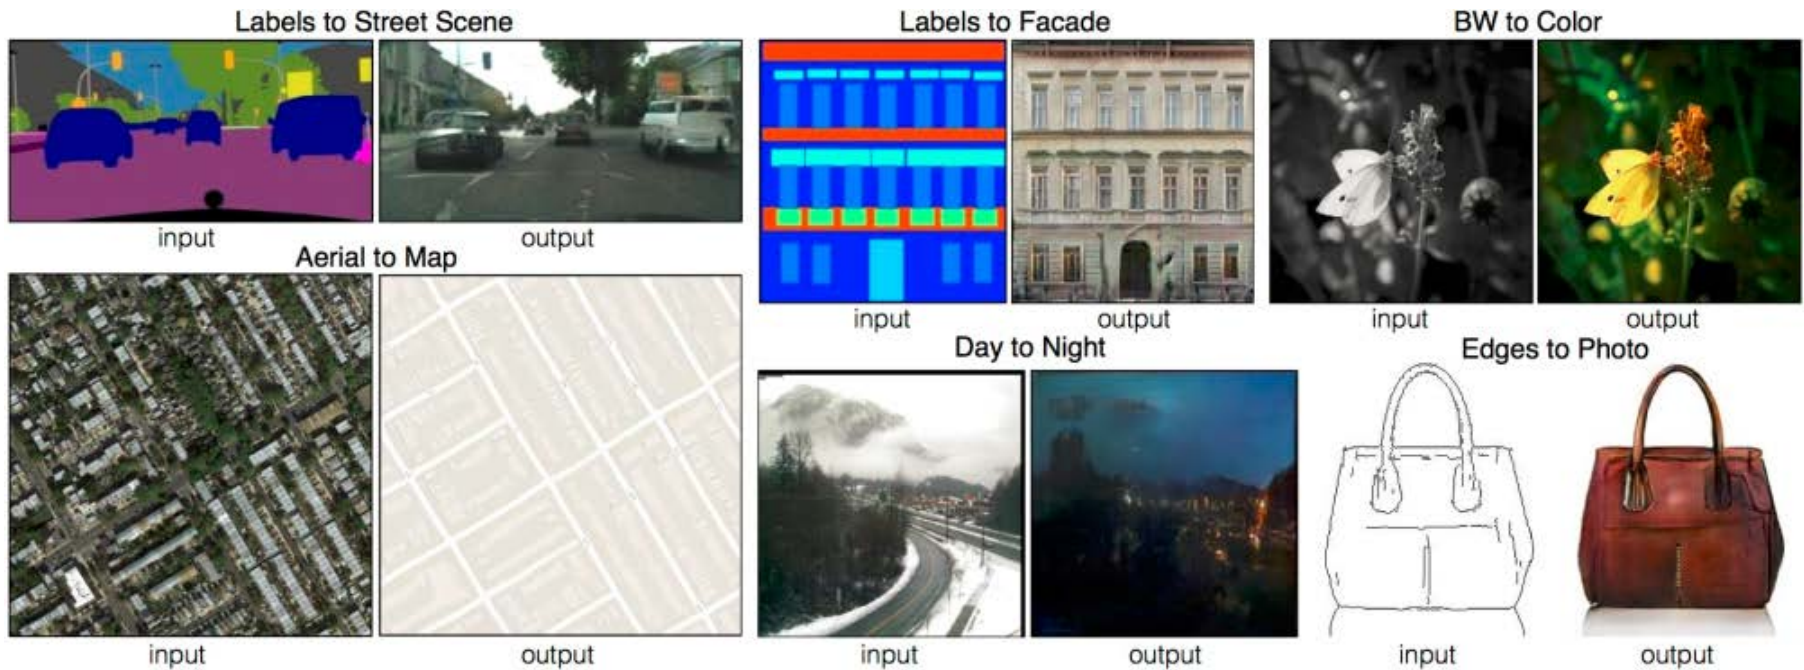 Labels to Street Scene
input
output
Aerial to Map
input
output
Labels to Facade
input
output
BW to Color
input
output
Day to Night
input
output
Edges to Photo
input
output